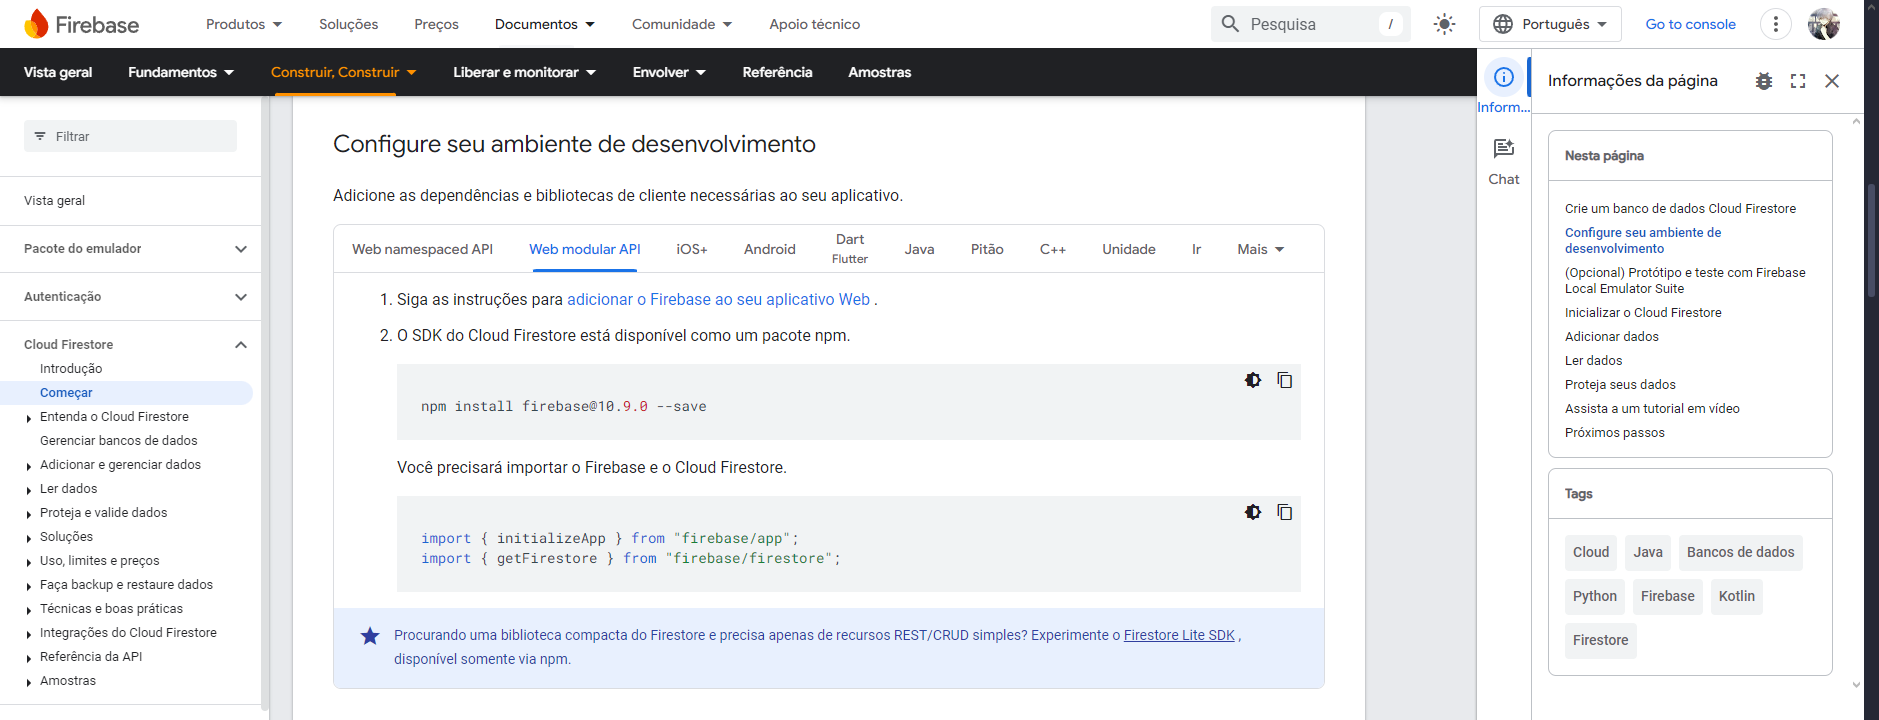 Firebase
Produtos
Soluções
Preços
Documentos
Comunidade
Apoio técnico
Pesquisa
/
Português
Go to console
Vista geral
Fundamentos
Construir, Construir
Liberar e monitorar
Envolver
Referência
Amostras
Filtrar
Vista geral
Pacote do emulador
Autenticação
Cloud Firestore
Introdução
Começar
Entenda o Cloud Firestore
Gerenciar bancos de dados
Adicionar e gerenciar dados
Ler dados
Proteja e valide dados
Soluções
Uso, limites e preços
Faça backup e restaure dados
Técnicas e boas práticas
Integrações do Cloud Firestore
Referência da API
Amostras
Configure seu ambiente de desenvolvimento
Adicione as dependências e bibliotecas de cliente necessárias ao seu aplicativo.
Web namespaced API
Web modular API
iOS+
Android
Dart
Flutter
Java
Pitão
C++
Unidade
Ir
Mais
1. Siga as instruções para adicionar o Firebase ao seu aplicativo Web .
2. O SDK do Cloud Firestore está disponível como um pacote npm.
npm install firebase@10.9.0 --save
Você precisará importar o Firebase e o Cloud Firestore.
import { initializeApp } from "firebase/app";
import { getFirestore } from "firebase/firestore";
Procurando uma biblioteca compacta do Firestore e precisa apenas de recursos REST/CRUD simples? Experimente o Firestore Lite SDK ,
disponível somente via npm.
Inform...
Chat
Informações da página
Nesta página
Crie um banco de dados Cloud Firestore
Configure seu ambiente de
desenvolvimento
(Opcional) Protótipo e teste com Firebase
Local Emulator Suite
Inicializar o Cloud Firestore
Adicionar dados
Ler dados
Proteja seus dados
Assista a um tutorial em vídeo
Próximos passos
Tags
Cloud
Java
Bancos de dados
Python
Firebase
Kotlin
Firestore